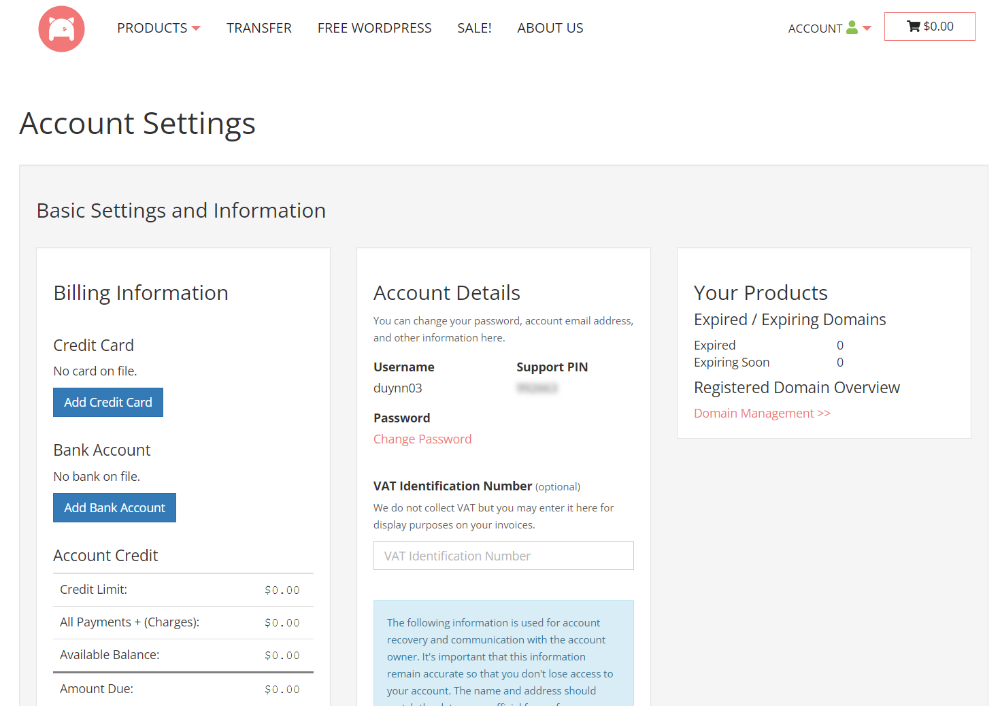 PRODUCTS
TRANSFER
FREE WORDPRESS
SALE!
ABOUT US
ACCOUNT
$0.00
Account Settings
Basic Settings and Information
Billing Information
Credit Card
No card on file.
Add Credit Card
Bank Account
No bank on file.
Add Bank Account
Account Credit
Credit Limit: $0.00
All Payments + (Charges): $0.00
Available Balance: $0.00
Amount Due: $0.00
Account Details
You can change your password, account email address,
and other information here.
Username Support PIN
duynn03
Password
Change Password
VAT Identification Number (optional)
We do not collect VAT but you may enter it here for
display purposes on your invoices.
VAT Identification Number
The following information is used for account
recovery and communication with the account
owner. It's important that this information
remain accurate so that you don't lose access to
your account. The name and address should
Your Products
Expired / Expiring Domains
Expired 0
Expiring Soon 0
Registered Domain Overview
Domain Management >>